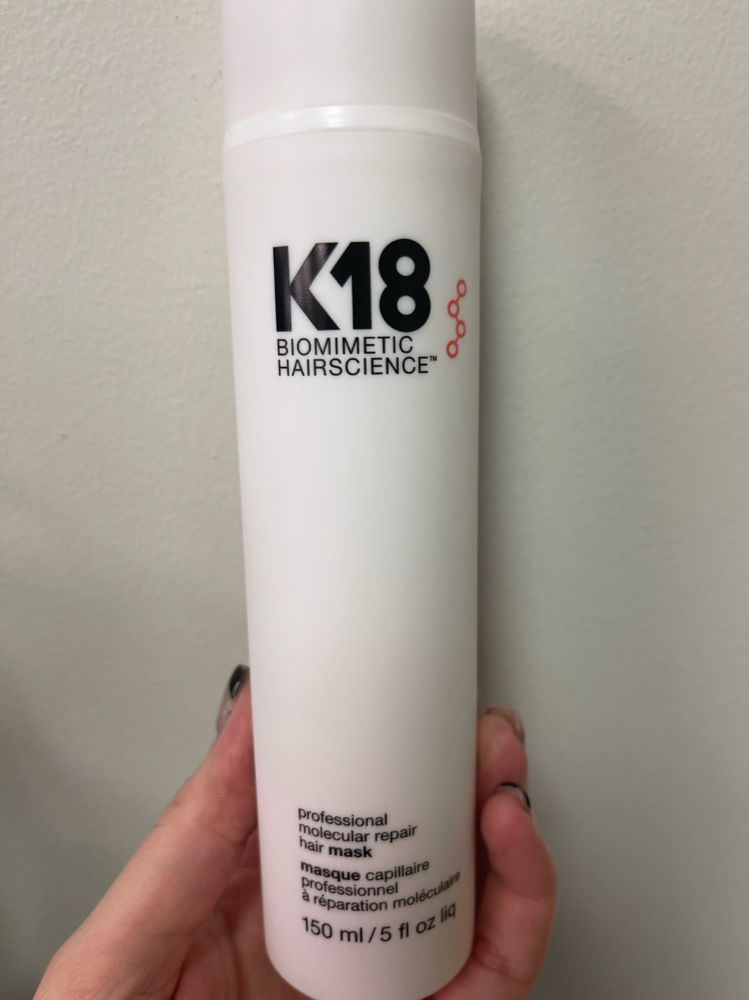 K18
BIOMIMETIC
HAIRSCIENCE™
professional
molecular repair
hair mask
masque capillaire
professionnel
à réparation moléculaire
150 ml / 5 fl oz liq